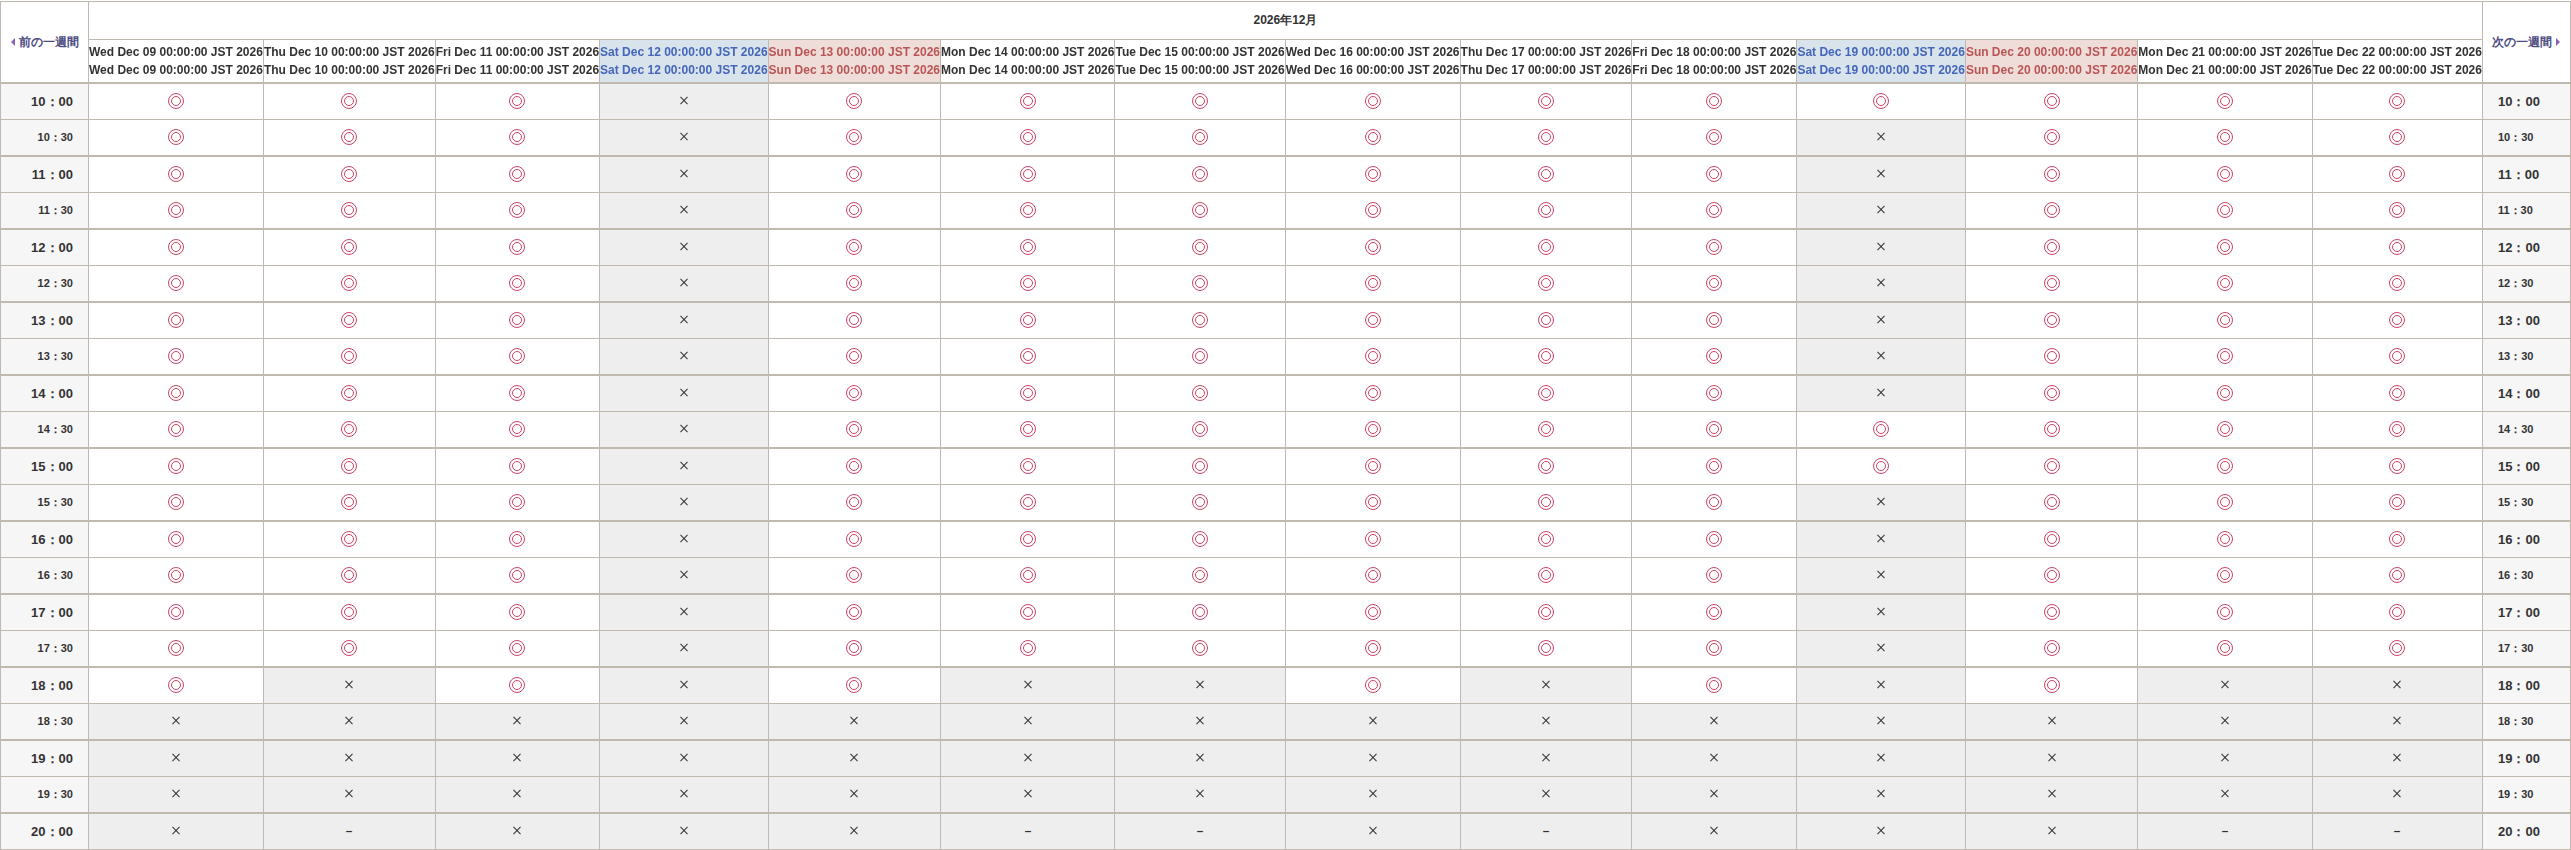 2026年12月
前の一週間
次の一週間
Wed Dec 09 00:00:00 JST 2026 Thu Dec 10 00:00:00 JST 2026 Fri Dec 11 00:00:00 JST 2026 Sat Dec 12 00:00:00 JST 2026 Sun Dec 13 00:00:00 JST 2026 Mon Dec 14 00:00:00 JST 2026 Tue Dec 15 00:00:00 JST 2026 Wed Dec 16 00:00:00 JST 2026 Thu Dec 17 00:00:00 JST 2026 Fri Dec 18 00:00:00 JST 2026 Sat Dec 19 00:00:00 JST 2026 Sun Dec 20 00:00:00 JST 2026 Mon Dec 21 00:00:00 JST 2026 Tue Dec 22 00:00:00 JST 2026
Wed Dec 09 00:00:00 JST 2026 Thu Dec 10 00:00:00 JST 2026 Fri Dec 11 00:00:00 JST 2026 Sat Dec 12 00:00:00 JST 2026 Sun Dec 13 00:00:00 JST 2026 Mon Dec 14 00:00:00 JST 2026 Tue Dec 15 00:00:00 JST 2026 Wed Dec 16 00:00:00 JST 2026 Thu Dec 17 00:00:00 JST 2026 Fri Dec 18 00:00:00 JST 2026 Sat Dec 19 00:00:00 JST 2026 Sun Dec 20 00:00:00 JST 2026 Mon Dec 21 00:00:00 JST 2026 Tue Dec 22 00:00:00 JST 2026
10：00 ◎ ◎ ◎ × ◎ ◎ ◎ ◎ ◎ ◎ ◎ ◎ ◎ ◎ 10：00
10：30 ◎ ◎ ◎ × ◎ ◎ ◎ ◎ ◎ ◎ × ◎ ◎ ◎ 10：30
11：00 ◎ ◎ ◎ × ◎ ◎ ◎ ◎ ◎ ◎ × ◎ ◎ ◎ 11：00
11：30 ◎ ◎ ◎ × ◎ ◎ ◎ ◎ ◎ ◎ × ◎ ◎ ◎ 11：30
12：00 ◎ ◎ ◎ × ◎ ◎ ◎ ◎ ◎ ◎ × ◎ ◎ ◎ 12：00
12：30 ◎ ◎ ◎ × ◎ ◎ ◎ ◎ ◎ ◎ × ◎ ◎ ◎ 12：30
13：00 ◎ ◎ ◎ × ◎ ◎ ◎ ◎ ◎ ◎ × ◎ ◎ ◎ 13：00
13：30 ◎ ◎ ◎ × ◎ ◎ ◎ ◎ ◎ ◎ × ◎ ◎ ◎ 13：30
14：00 ◎ ◎ ◎ × ◎ ◎ ◎ ◎ ◎ ◎ × ◎ ◎ ◎ 14：00
14：30 ◎ ◎ ◎ × ◎ ◎ ◎ ◎ ◎ ◎ ◎ ◎ ◎ ◎ 14：30
15：00 ◎ ◎ ◎ × ◎ ◎ ◎ ◎ ◎ ◎ ◎ ◎ ◎ ◎ 15：00
15：30 ◎ ◎ ◎ × ◎ ◎ ◎ ◎ ◎ ◎ × ◎ ◎ ◎ 15：30
16：00 ◎ ◎ ◎ × ◎ ◎ ◎ ◎ ◎ ◎ × ◎ ◎ ◎ 16：00
16：30 ◎ ◎ ◎ × ◎ ◎ ◎ ◎ ◎ ◎ × ◎ ◎ ◎ 16：30
17：00 ◎ ◎ ◎ × ◎ ◎ ◎ ◎ ◎ ◎ × ◎ ◎ ◎ 17：00
17：30 ◎ ◎ ◎ × ◎ ◎ ◎ ◎ ◎ ◎ × ◎ ◎ ◎ 17：30
18：00 ◎ × ◎ × ◎ × × ◎ × ◎ × ◎ × × 18：00
18：30 × × × × × × × × × × × × × × 18：30
19：00 × × × × × × × × × × × × × × 19：00
19：30 × × × × × × × × × × × × × × 19：30
20：00 × － × × × － － × － × × × － － 20：00